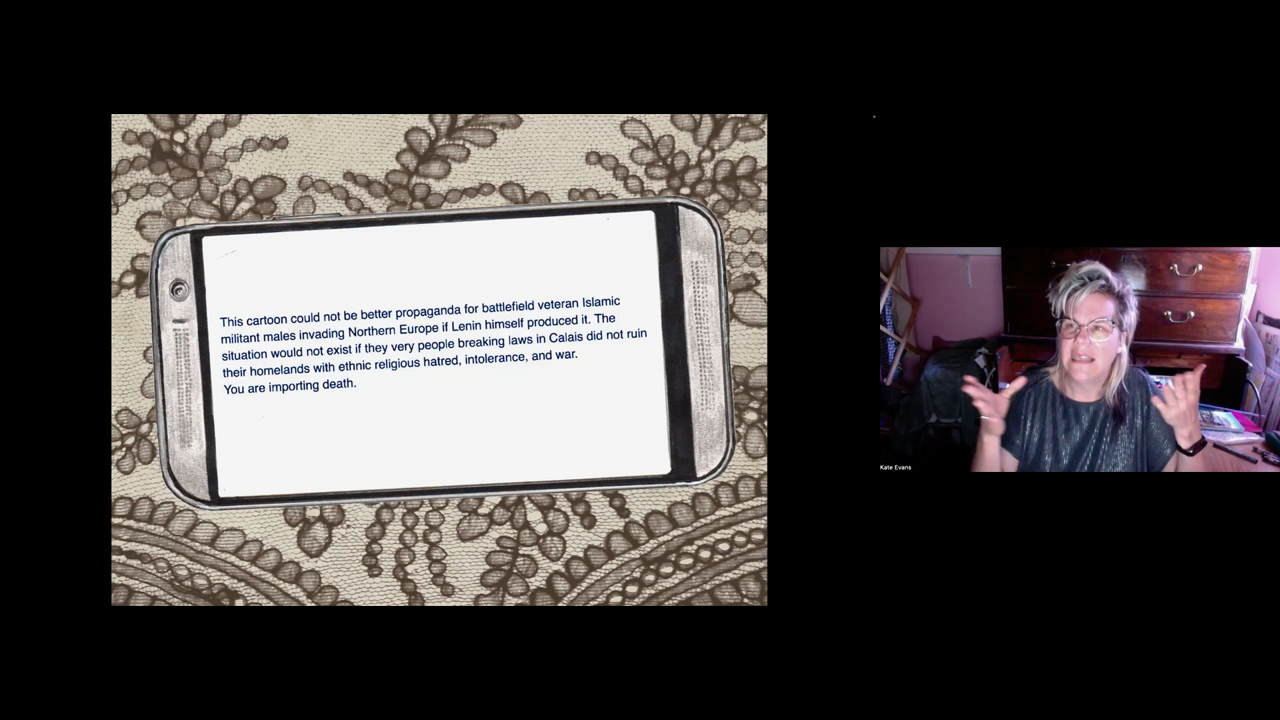 This cartoon could not be better propaganda for battlefield veteran Islamic
militant males invading Northern Europe if Lenin himself produced it. The
situation would not exist if they very people breaking laws in Calais did not ruin
their homelands with ethnic religious hatred, intolerance, and war.
You are importing death.
Kate Evans